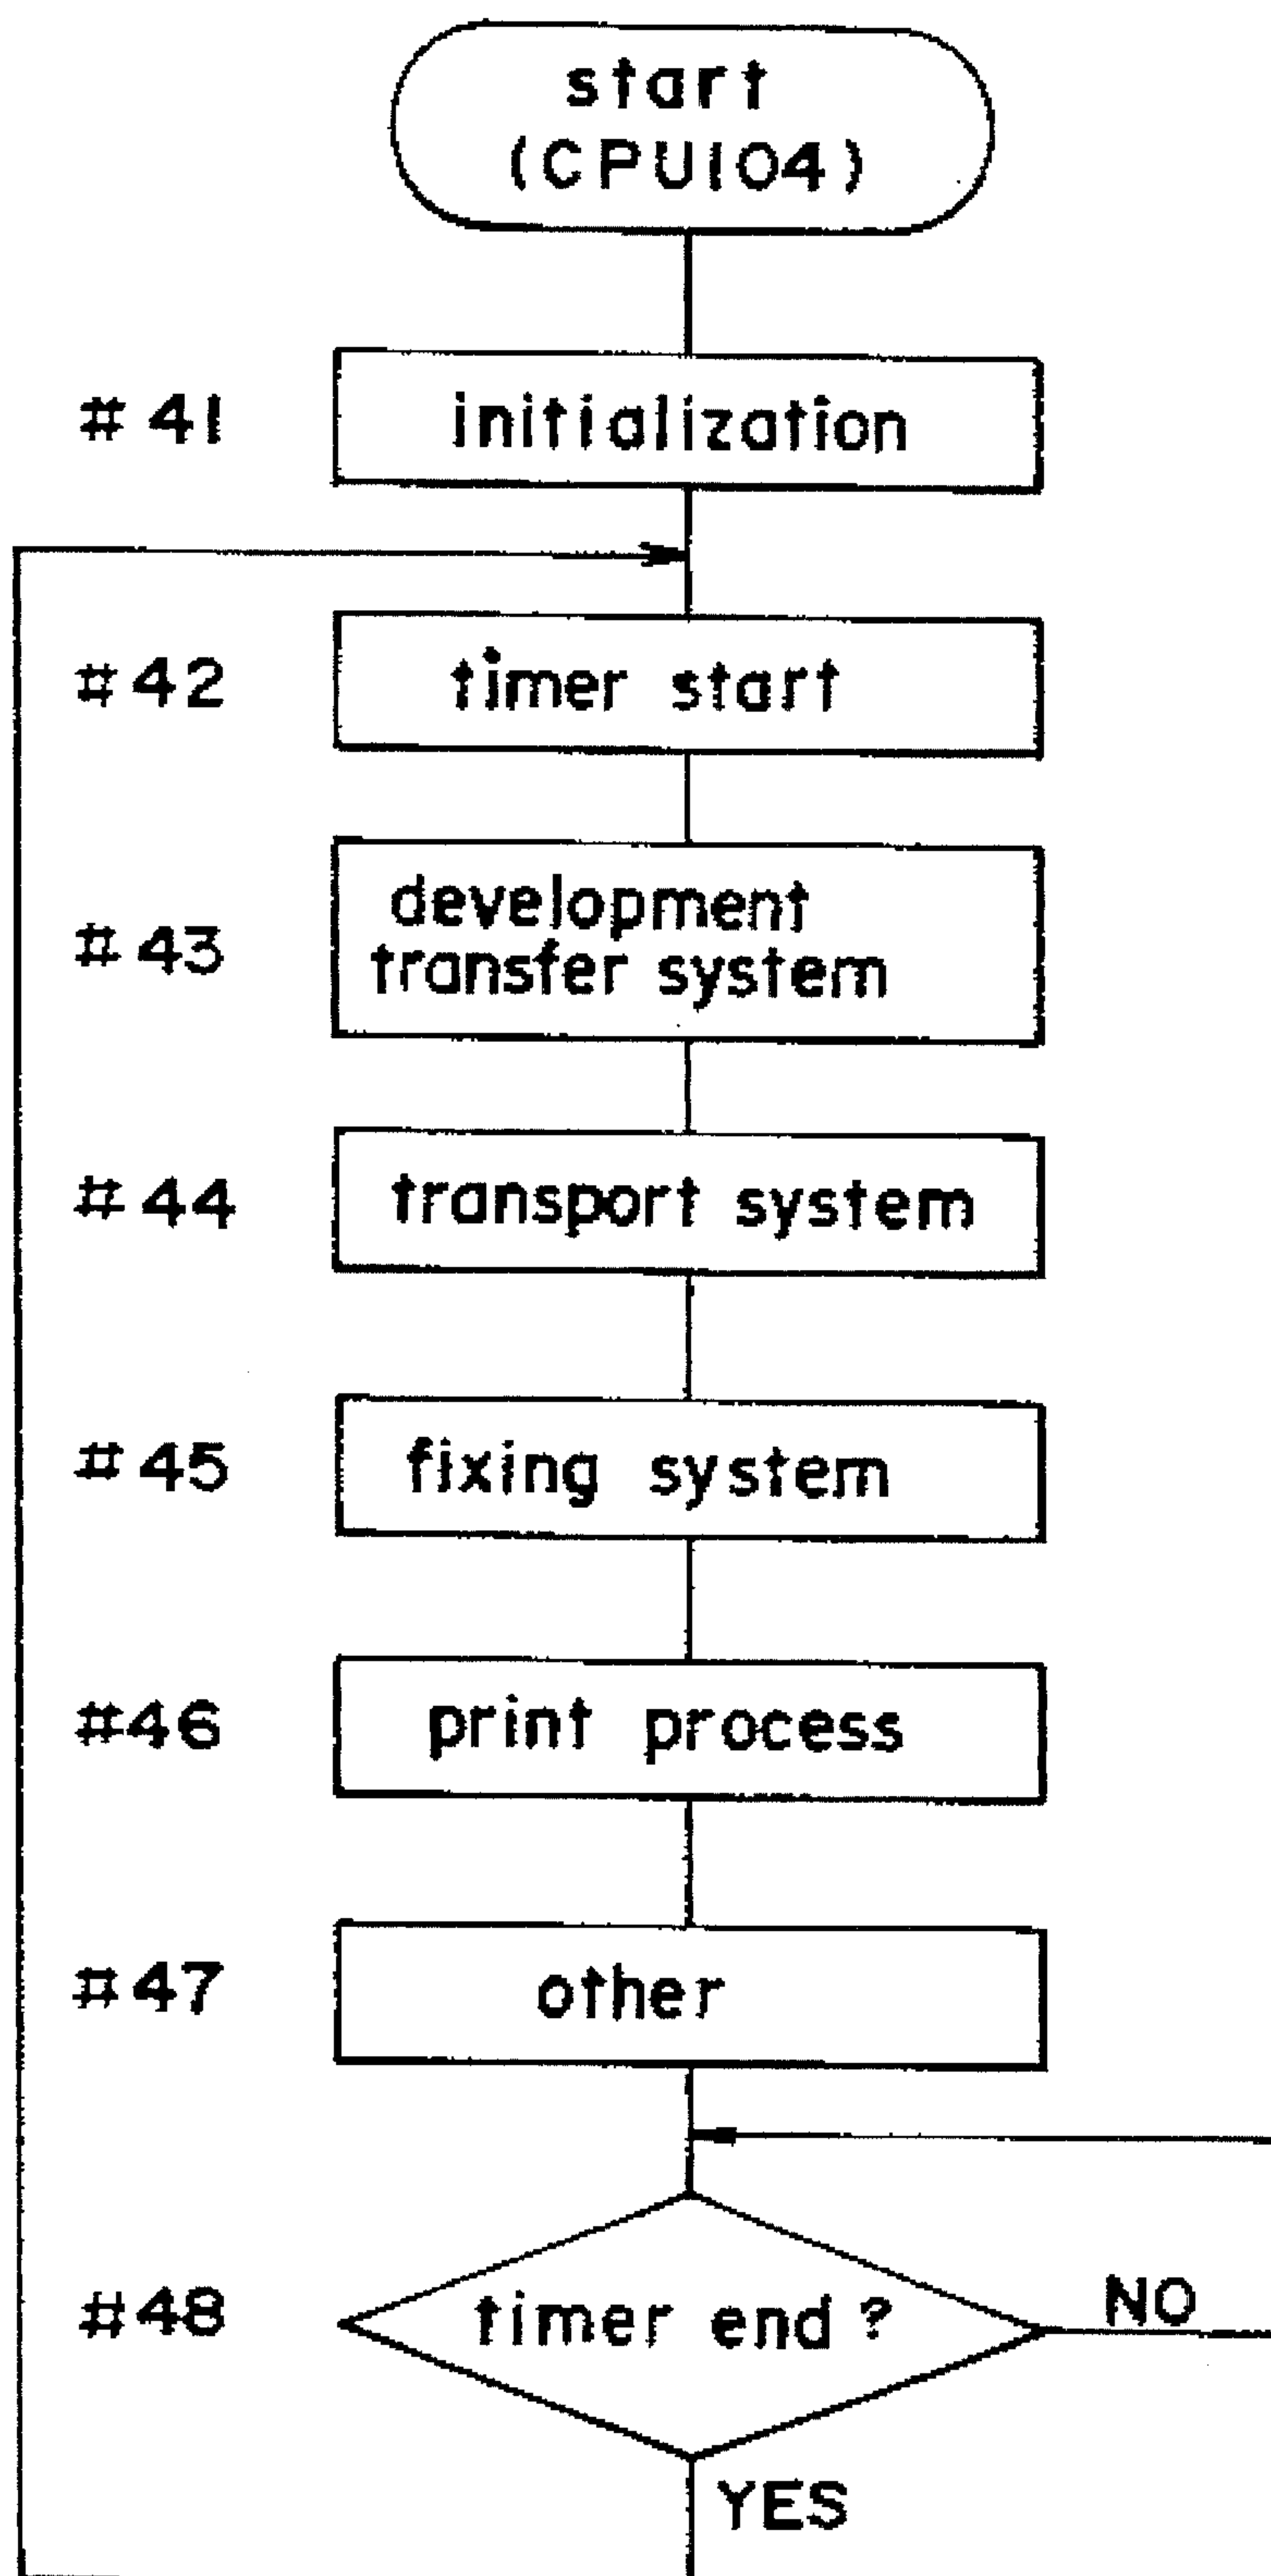 start
(CPU104)
#41 initialization
#42 timer start
#43 development
transfer system
#44 transport system
#45 fixing system
#46 print process
#47 other
#48 timer end ? NO
YES